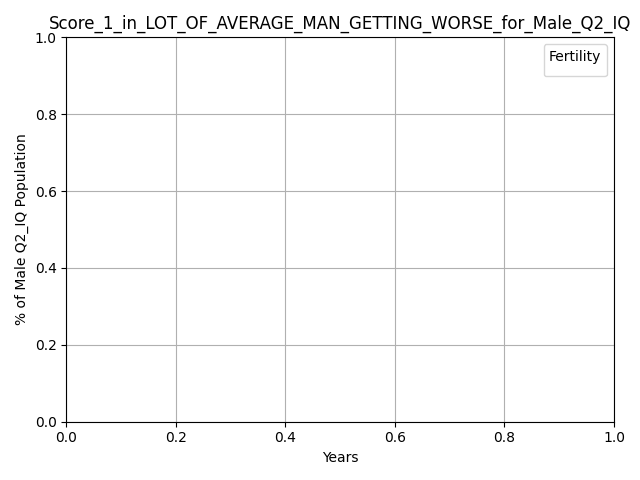 Score_1_in_LOT_OF_AVERAGE_MAN_GETTING_WORSE_for_Male_Q2_IQ
1.0
Fertility
0.8
0.6
0.4
0.2
0.0
% of Male Q2_IQ Population
0.0 0.2 0.4 0.6 0.8 1.0
Years